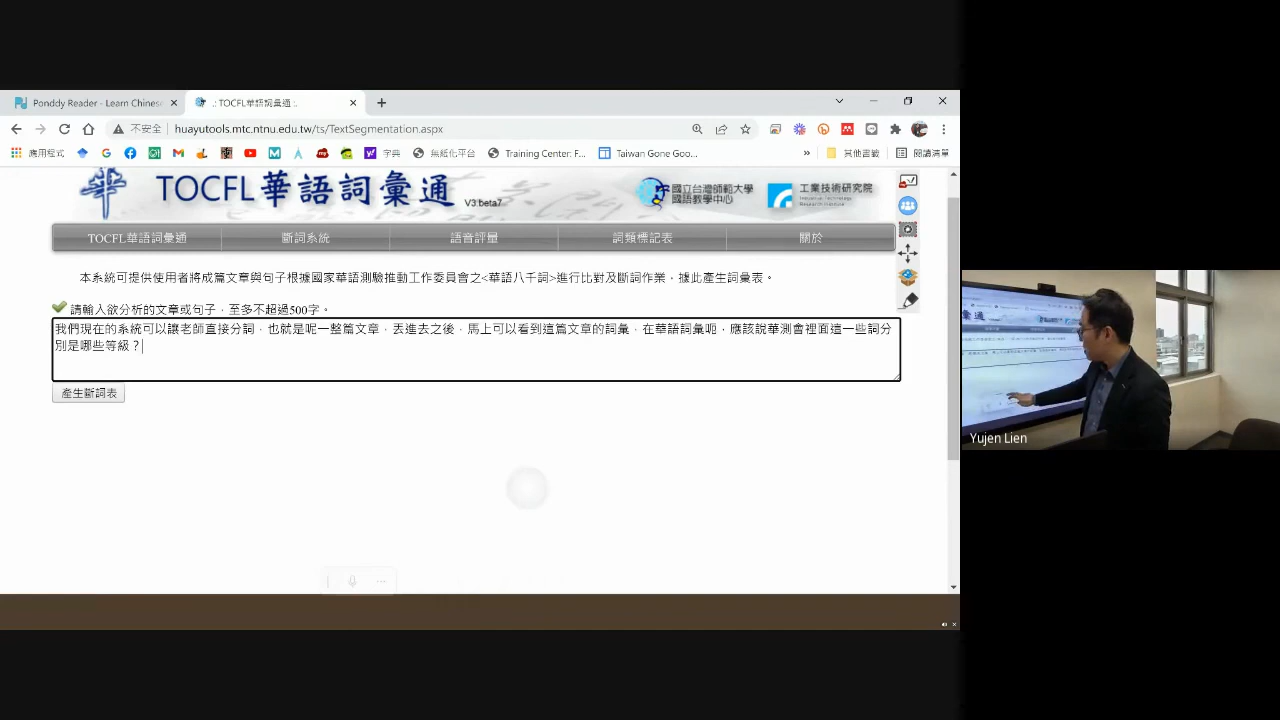 Ponddy Reader - Learn Chinese
.: TOCFL華語詞彙通 :.
不安全
huayutools.mtc.ntnu.edu.tw/ts/TextSegmentation.aspx
應用程式
字典
無紙化平台
Training Center: F...
Taiwan Gone Goo...
»
其他書籤
閱讀清單
TOCFL華語詞彙通
V3.beta7
國立台灣師範大學
國語教學中心
工業技術研究院
Industrial Technology
Research Institute
TOCFL華語詞彙通
斷詞系統
語音評量
詞類標記表
關於
本系統可提供使用者將成篇文章與句子根據國家華語測驗推動工作委員會之<華語八千詞>進行比對及斷詞作業，據此產生詞彙表。
請輸入欲分析的文章或句子，至多不超過500字。
我們現在的系統可以讓老師直接分詞，也就是呢一整篇文章，丟進去之後，馬上可以看到這篇文章的詞彙，在華語詞彙呃，應該說華測會裡面這一些詞分
別是哪些等級？
產生斷詞表
Yujen Lien